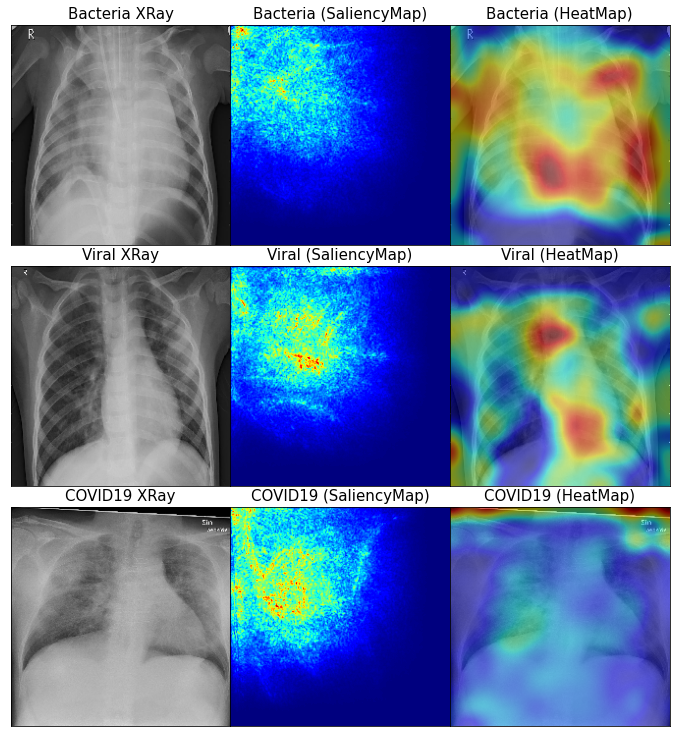 Bacteria XRay
Bacteria (SaliencyMap)
Bacteria (HeatMap)
R
R
Viral XRay
Viral (SaliencyMap)
Viral (HeatMap)
COVID19 XRay
COVID19 (SaliencyMap)
COVID19 (HeatMap)